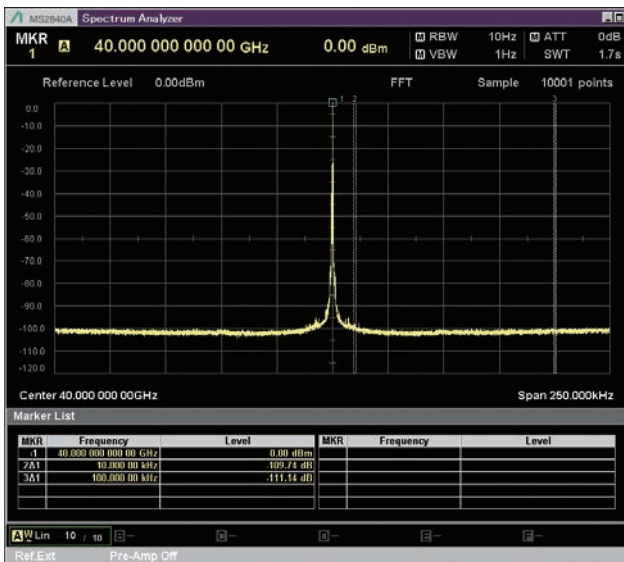 MS2840A Spectrum Analyzer
MKR 1 A 40.000 000 000 00 GHz 0.00 dBm M RBW 10Hz M ATT 0dB
M VBW 1Hz SWT 1.7s
Reference Level 0.00dBm FFT Sample 10001 points
1 2 3
0.0
-10.0
-20.0
-30.0
-40.0
-50.0
-60.0
-70.0
-80.0
-90.0
-100.0
-110.0
-120.0
Center 40.000 000 00GHz Span 250.000kHz
Marker List
MKR Frequency Level MKR Frequency Level
1 40.000 000 000 00 GHz 0.00 dBm
2Δ1 10.000 00 kHz -109.74 dB
3Δ1 100.000 00 kHz -111.14 dB
A W Lin 10 / 10 B-- C-- D-- E-- F--
Ref.Ext Pre-Amp Off